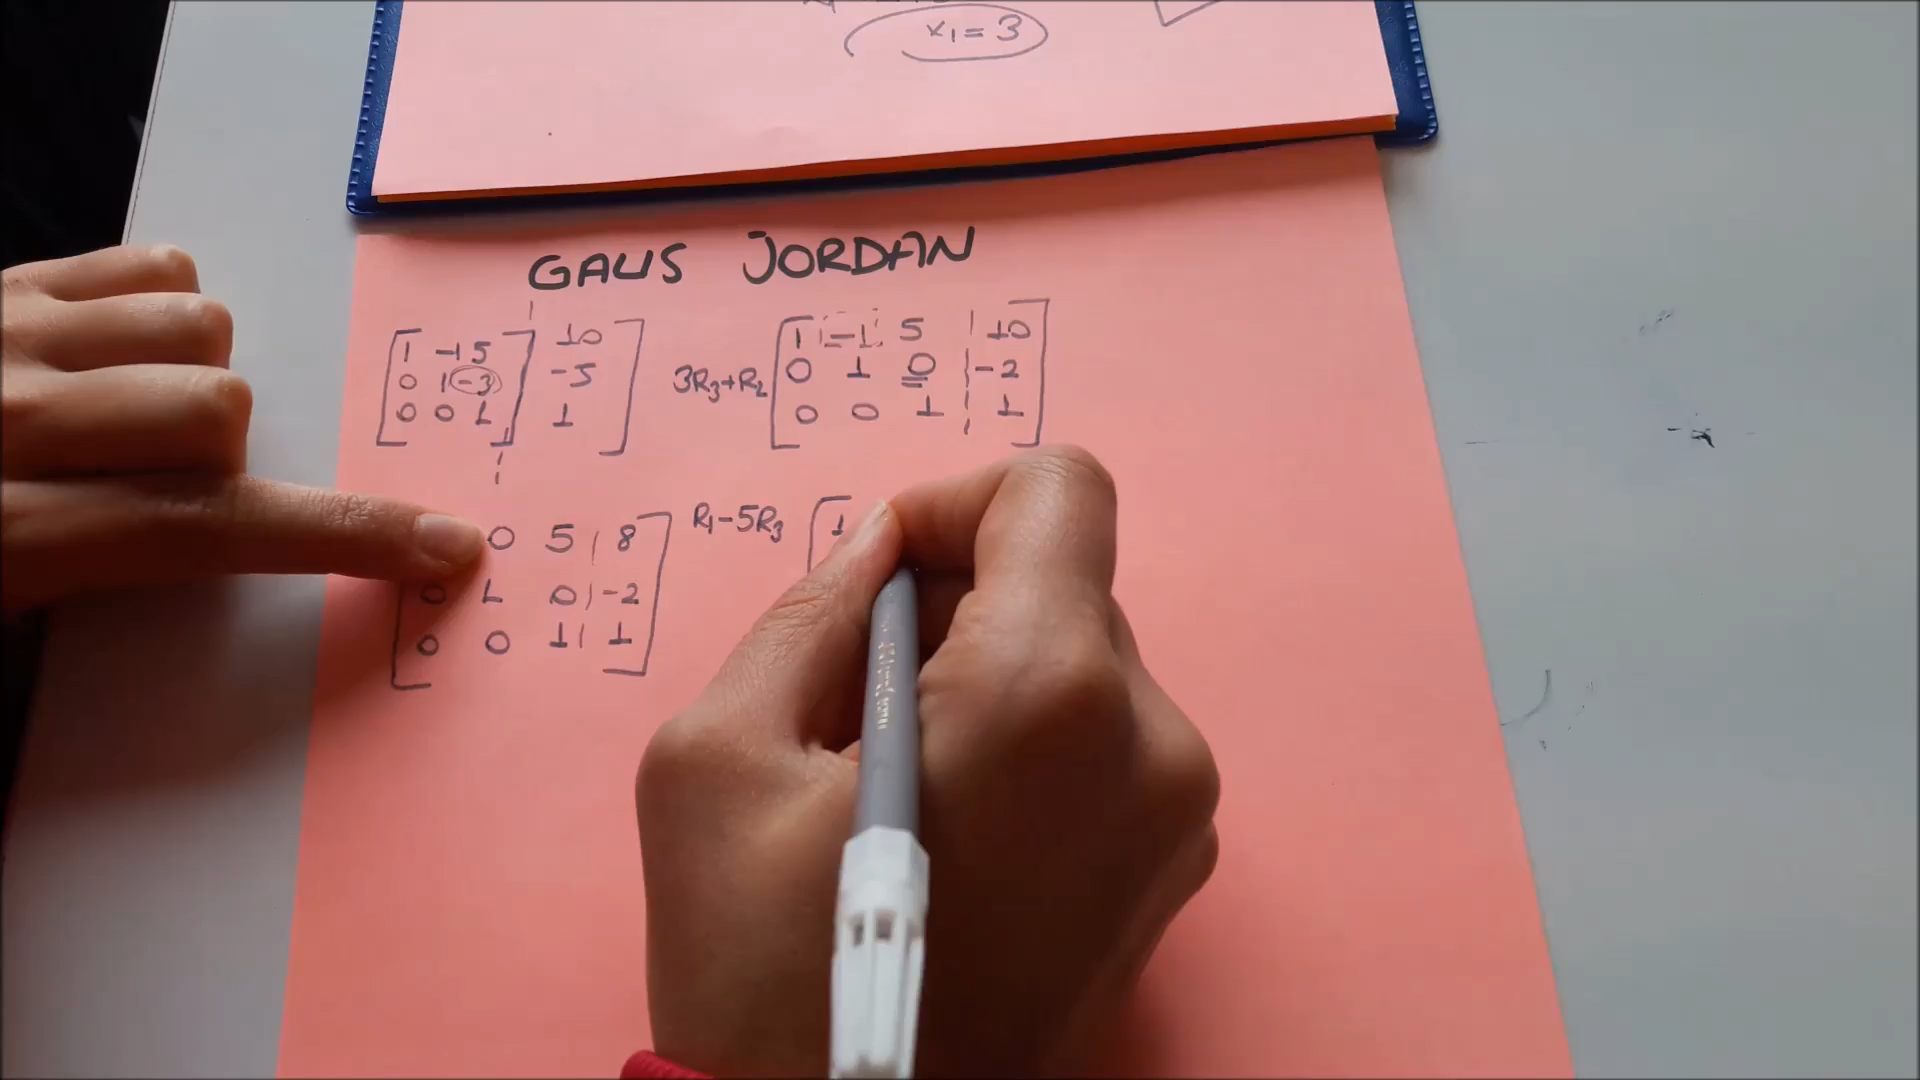 x₁ = 3
GAUS JORDAN
1 -1 5 10
0 1 -3 -5
0 0 1 1
3R₃+R₂
1 -1 5 | 10
0 1 0 | -2
0 0 1 | 1
0 5 | 8
0 1 0 | -2
0 0 1 | 1
R₁-5R₃
1